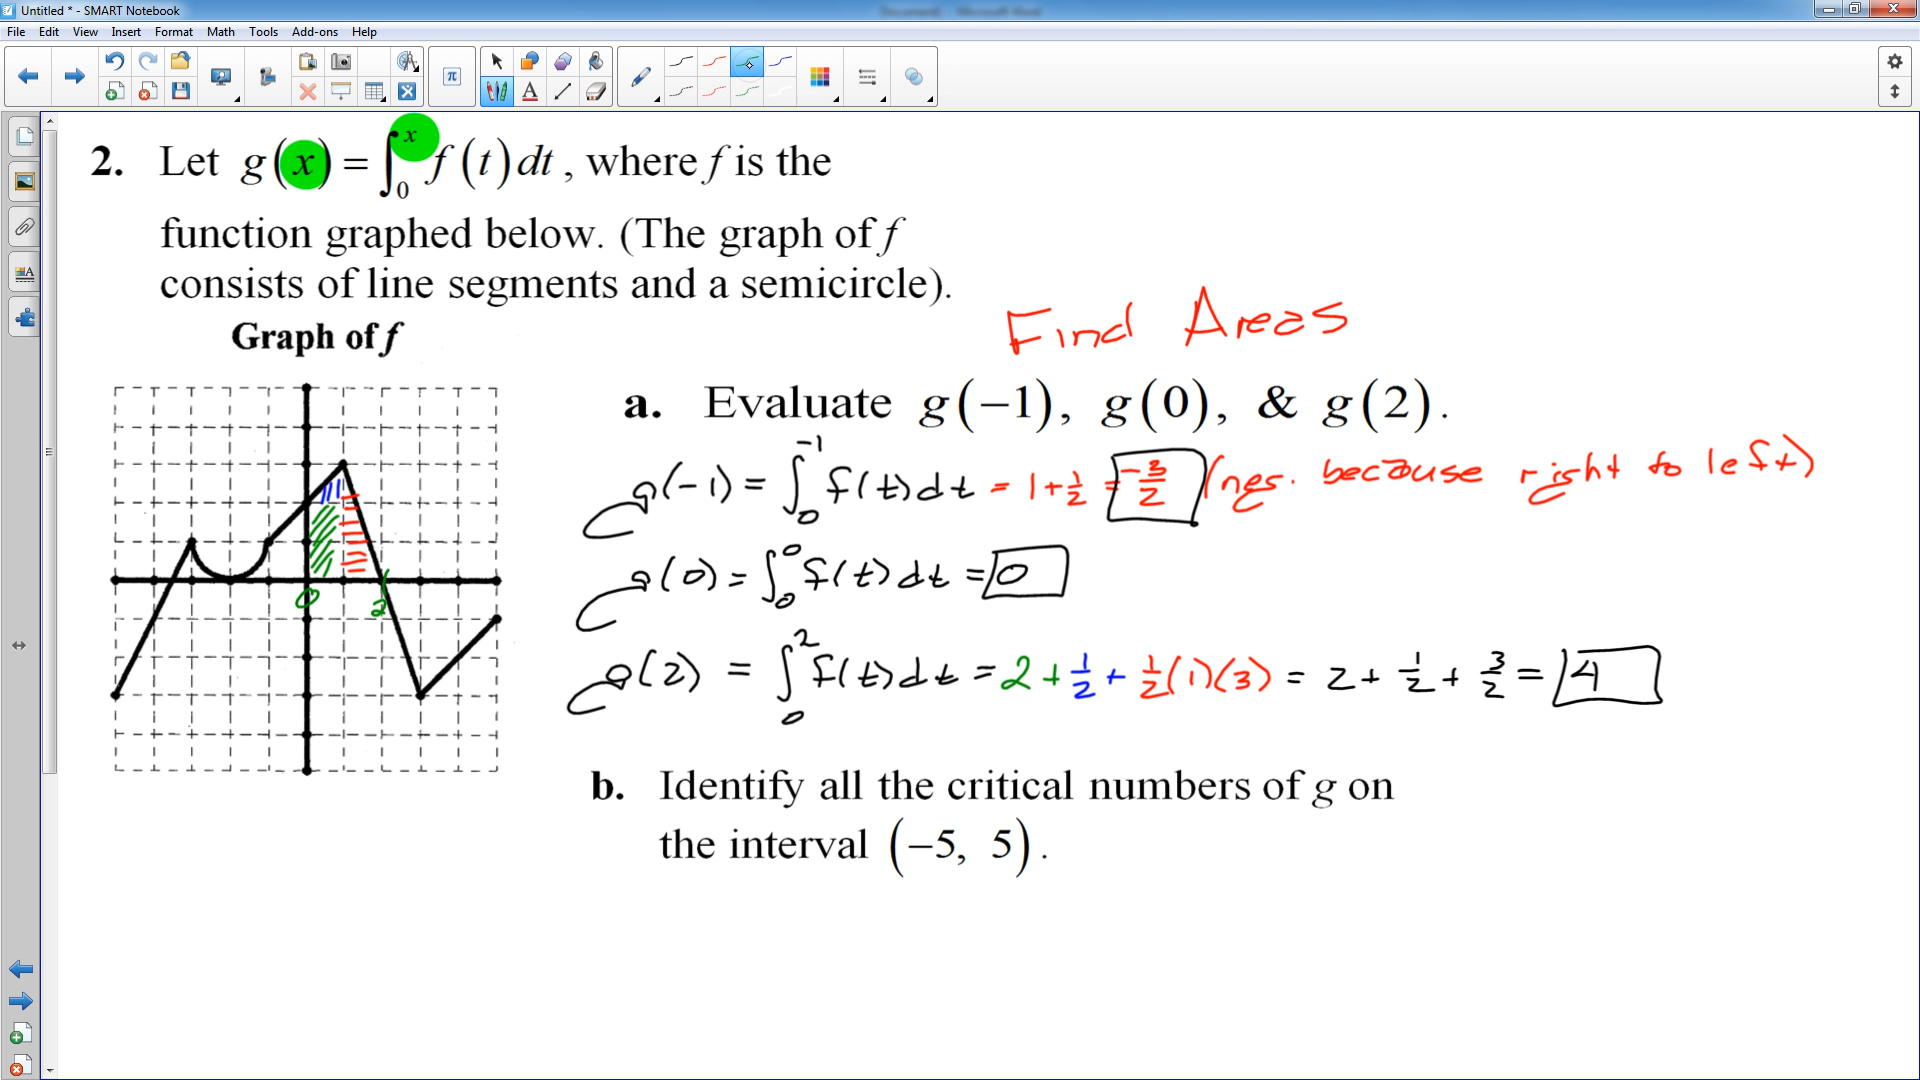 Untitled * - SMART Notebook
File Edit View Insert Format Math Tools Add-ons Help
π
A
2. Let g(x) = ∫₀ˣ f(t)dt, where f is the
function graphed below. (The graph of f
consists of line segments and a semicircle).
Find Areas
Graph of f
a. Evaluate g(−1), g(0), & g(2).
g(−1) = ∫₀⁻¹ f(t)dt = 1+½ = −3/2 (neg. because right to left)
g(0) = ∫₀⁰ f(t)dt = 0
0 2
g(2) = ∫₀² f(t)dt = 2 + ½ + ½(1)(3) = 2 + ½ + 3/2 = 4
b. Identify all the critical numbers of g on
the interval (−5, 5).